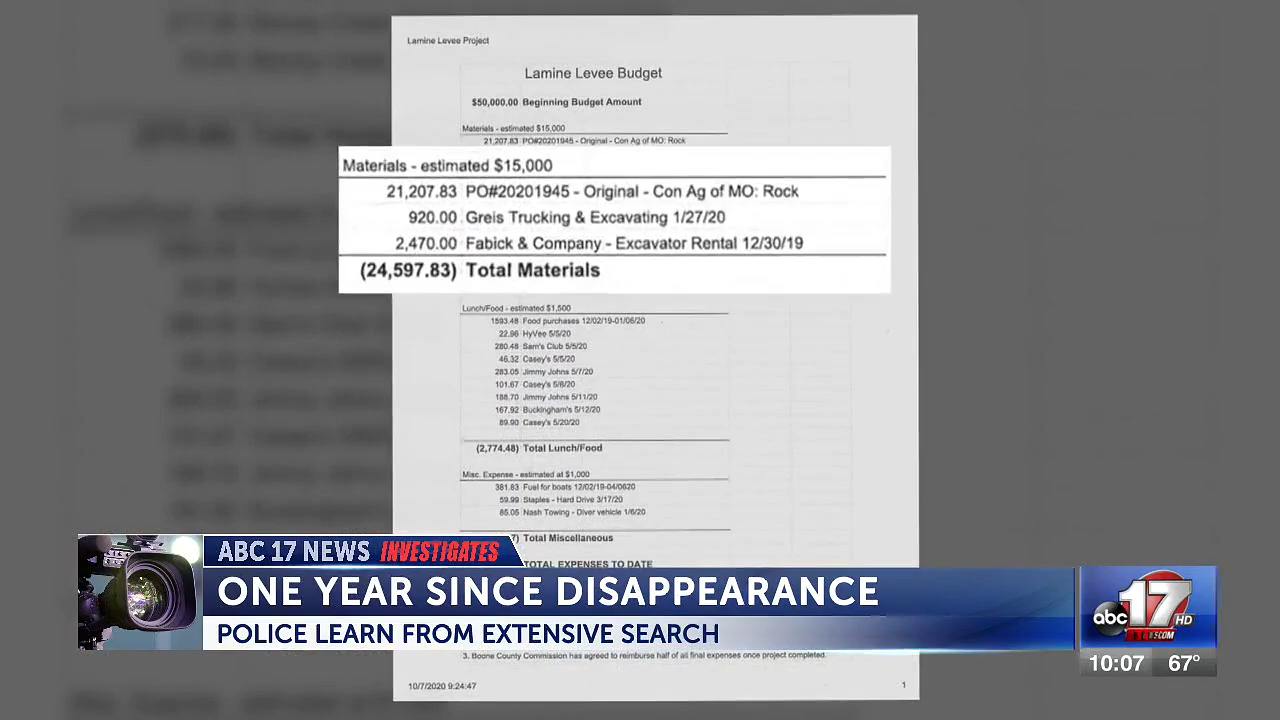 Lamine Levee Project
Lamine Levee Budget
$50,000.00 Beginning Budget Amount
Materials - estimated $15,000
21,207.83 PO#20201945 - Original - Con Ag of MO: Rock
Materials - estimated $15,000
21,207.83 PO#20201945 - Original - Con Ag of MO: Rock
920.00 Greis Trucking & Excavating 1/27/20
2,470.00 Fabick & Company - Excavator Rental 12/30/19
(24,597.83) Total Materials
Lunch/Food - estimated $1,500
1593.48 Food purchases 12/02/19-01/06/20
22.96 HyVee 5/5/20
280.48 Sam's Club 5/5/20
46.32 Casey's 5/5/20
283.05 Jimmy Johns 5/7/20
101.67 Casey's 5/8/20
188.70 Jimmy Johns 5/11/20
167.92 Buckingham's 5/12/20
89.90 Casey's 5/20/20
(2,774.48) Total Lunch/Food
Misc. Expense - estimated at $1,000
381.83 Fuel for boats 12/02/19-04/0620
59.99 Staples - Hard Drive 3/17/20
85.05 Nash Towing - Diver vehicle 1/6/20
7) Total Miscellaneous
TOTAL EXPENSES TO DATE
ABC 17 NEWS INVESTIGATES
ONE YEAR SINCE DISAPPEARANCE
POLICE LEARN FROM EXTENSIVE SEARCH
abc 17 HD
10:07 67°
3. Boone County Commission has agreed to reimburse half of all final expenses once project completed.
10/7/2020 9:24:47
1